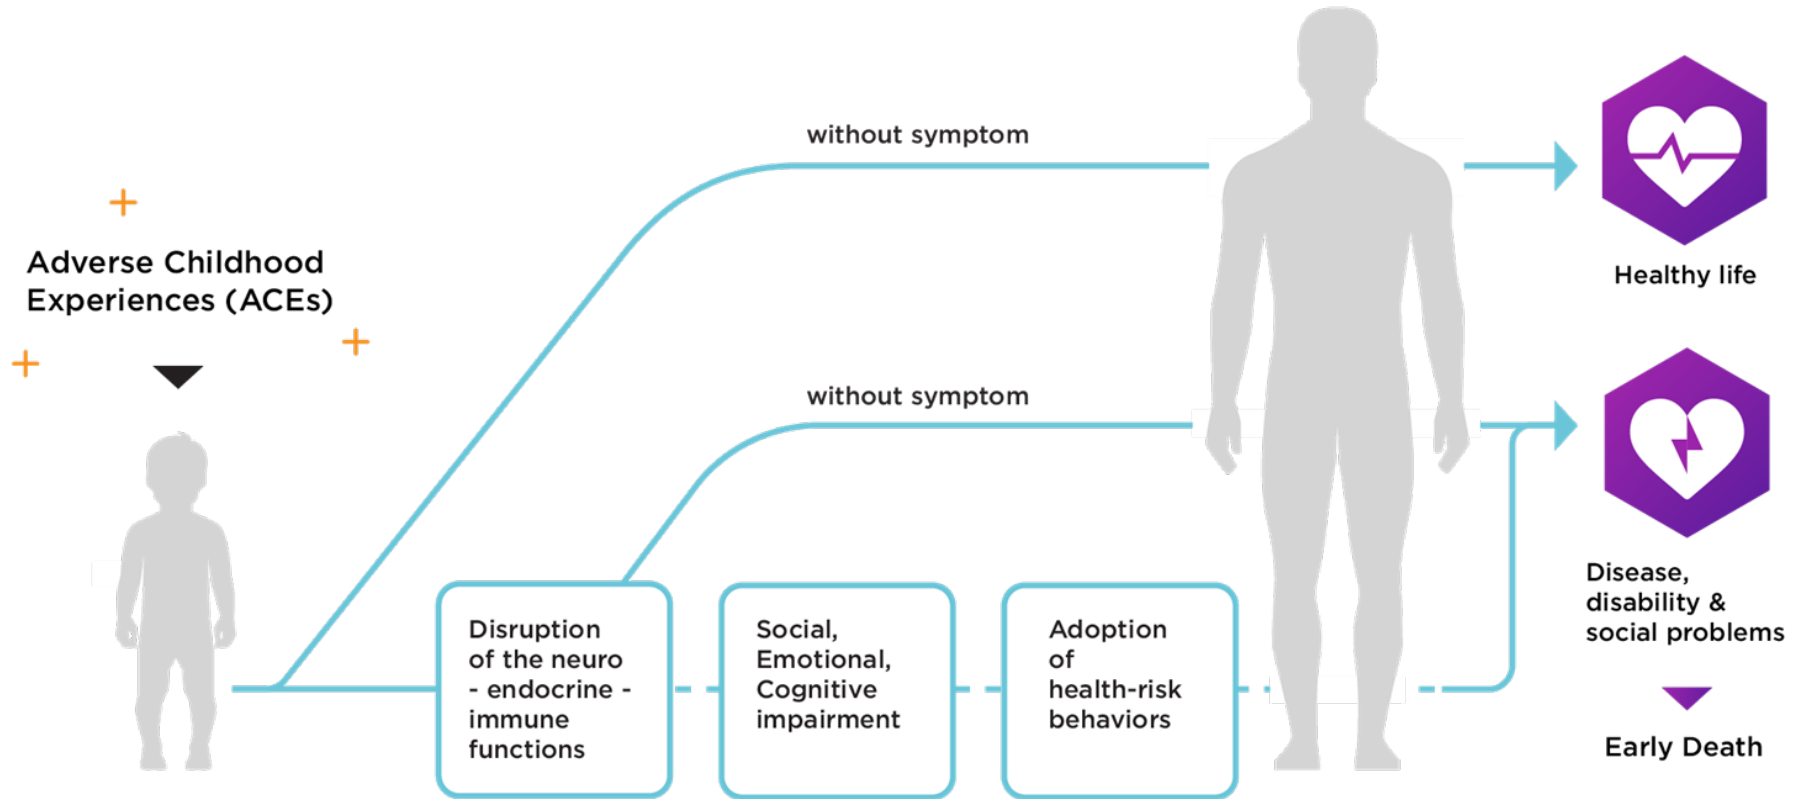 without symptom
Adverse Childhood
Experiences (ACEs)
Healthy life
without symptom
Disruption
of the neuro
- endocrine -
immune
functions
Social,
Emotional,
Cognitive
impairment
Adoption
of
health-risk
behaviors
Disease,
disability &
social problems
Early Death